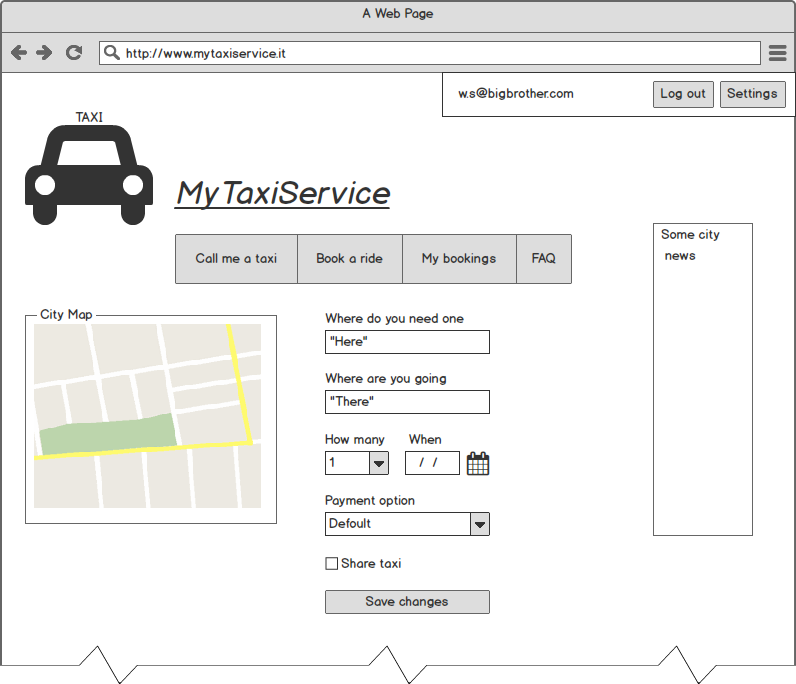 A Web Page
http://www.mytaxiservice.it
w.s@bigbrother.com
Log out
Settings
TAXI
MyTaxiService
Call me a taxi
Book a ride
My bookings
FAQ
Some city
news
City Map
Where do you need one
"Here"
Where are you going
"There"
How many
When
1
/ /
Payment option
Default
Share taxi
Save changes